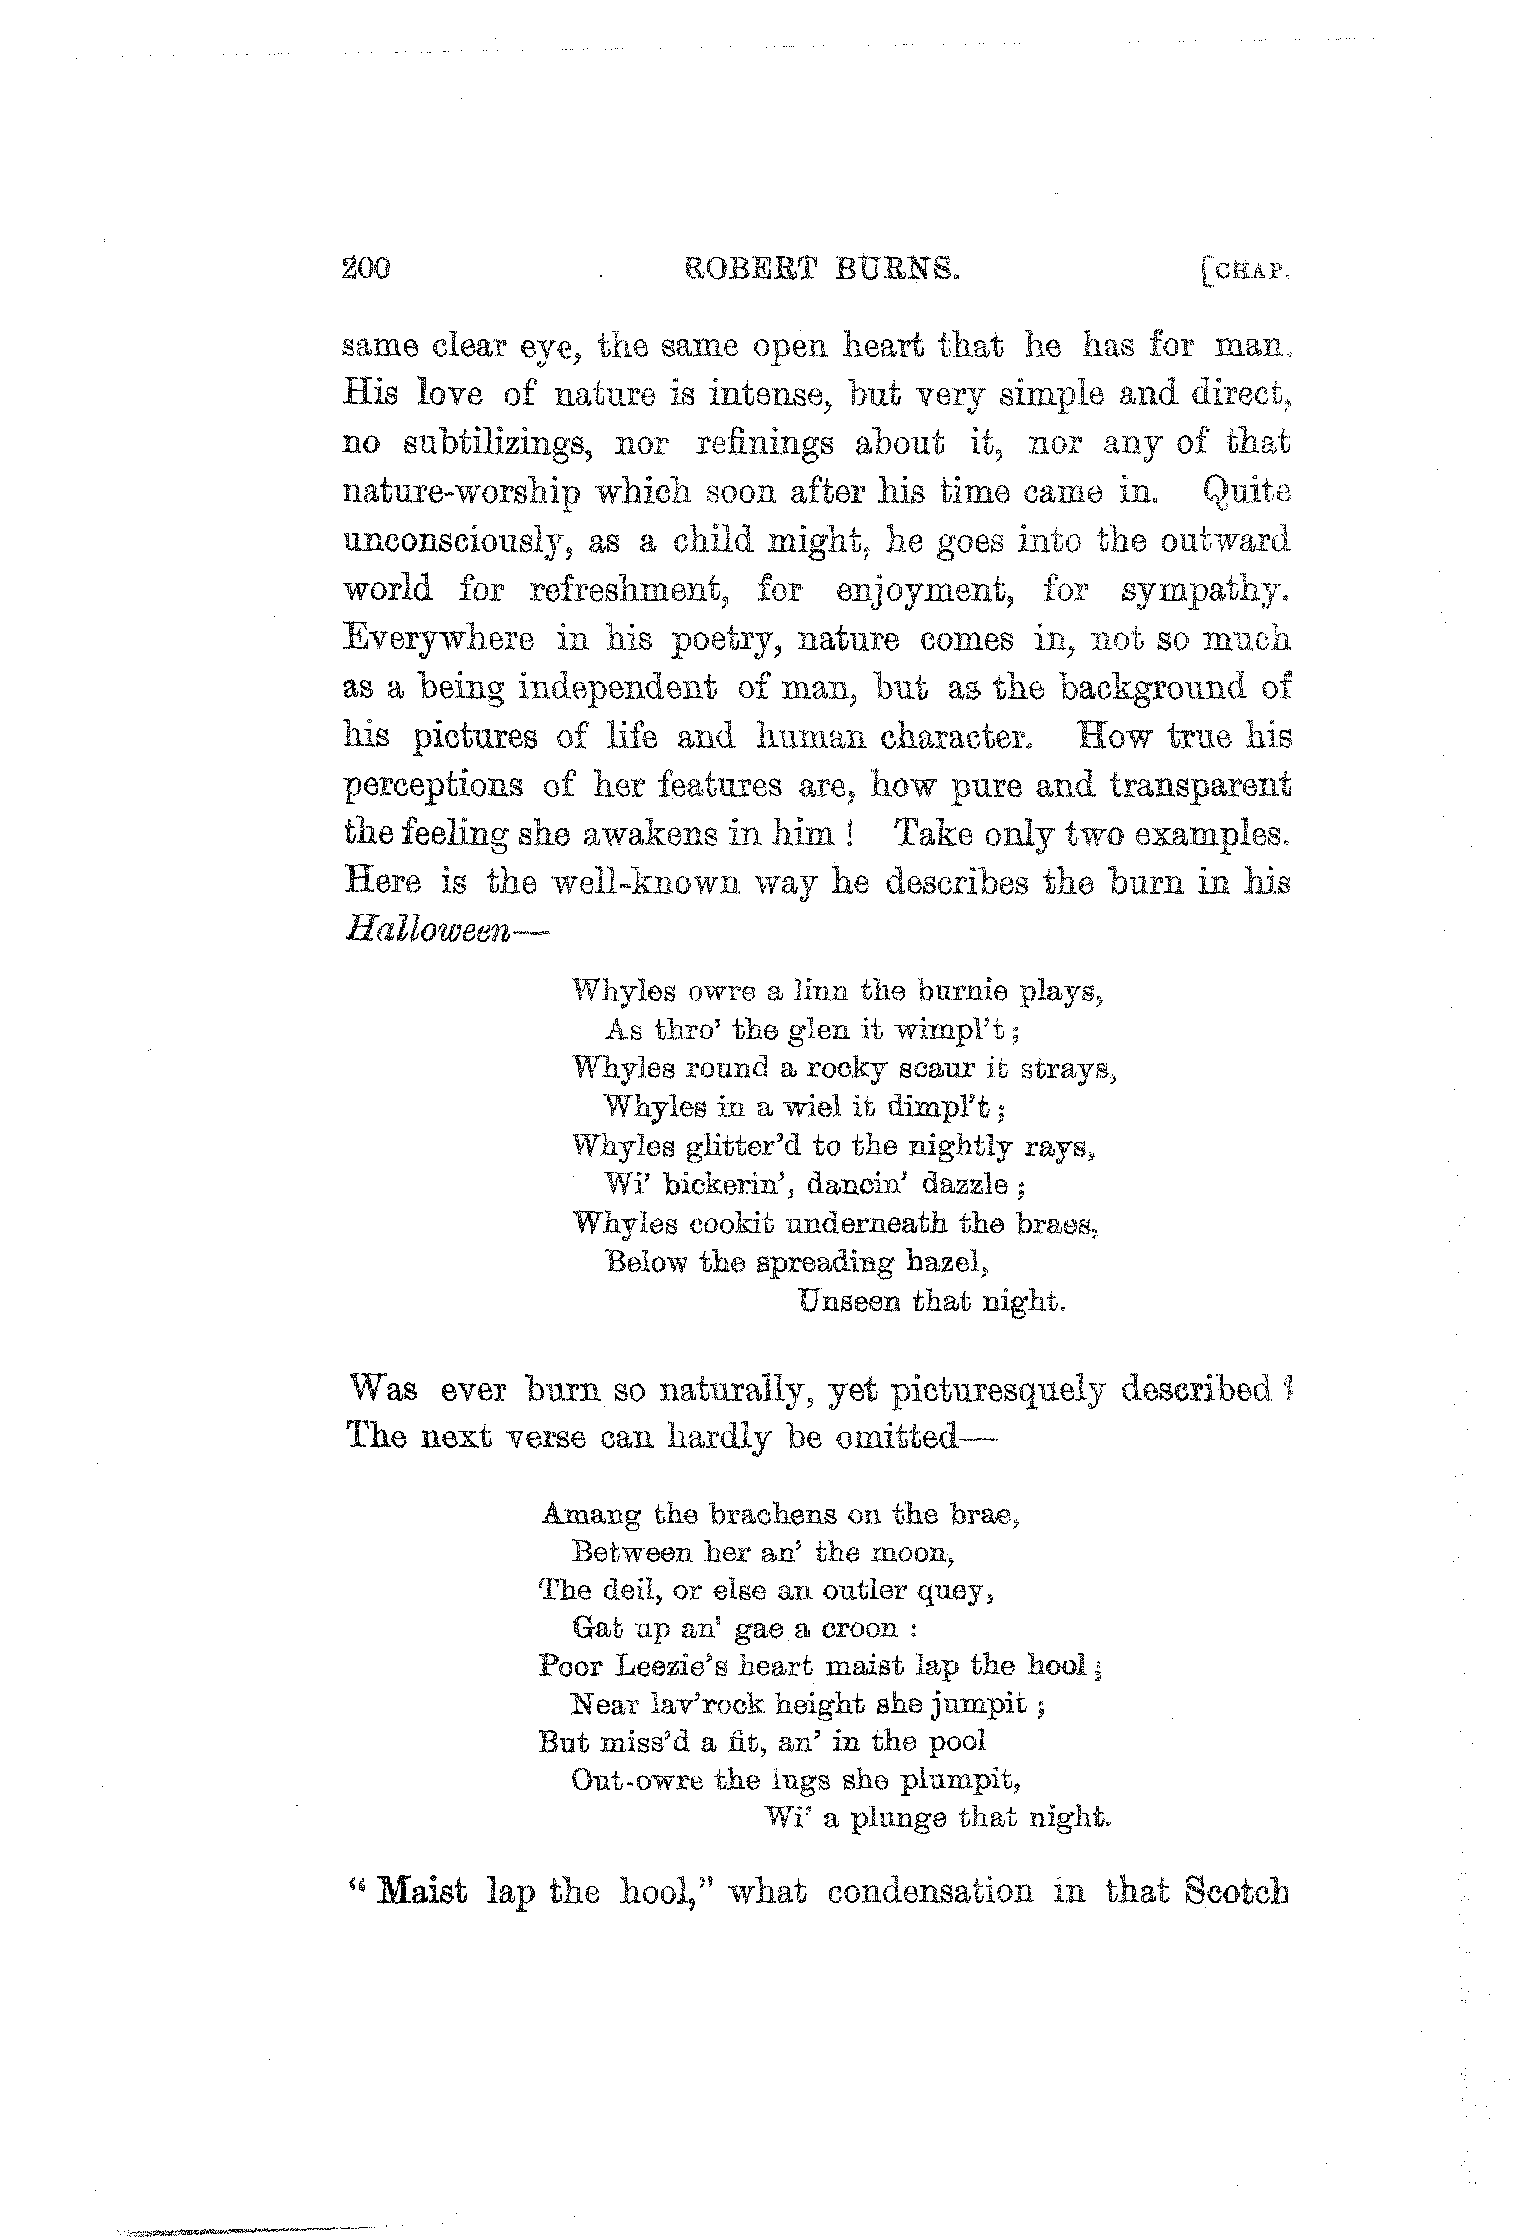 200 ROBERT BURNS. [CHAP.
same clear eye, the same open heart that he has for man.
His love of nature is intense, but very simple and direct,
no subtilizings, nor refinings about it, nor any of that
nature-worship which soon after his time came in. Quite
unconsciously, as a child might, he goes into the outward
world for refreshment, for enjoyment, for sympathy.
Everywhere in his poetry, nature comes in, not so much
as a being independent of man, but as the background of
his pictures of life and human character. How true his
perceptions of her features are, how pure and transparent
the feeling she awakens in him ! Take only two examples.
Here is the well-known way he describes the burn in his
Halloween—
Whyles owre a linn the burnie plays,
As thro' the glen it wimpl't ;
Whyles round a rocky scaur it strays,
Whyles in a wiel it dimpl't ;
Whyles glitter'd to the nightly rays,
Wi' bickerin', dancin' dazzle ;
Whyles cookit underneath the braes,
Below the spreading hazel,
Unseen that night.
Was ever burn so naturally, yet picturesquely described ?
The next verse can hardly be omitted—
Amang the brachens on the brae,
Between her an' the moon,
The deil, or else an outler quey,
Gat up an' gae a croon :
Poor Leezie's heart maist lap the hool ;
Near lav'rock height she jumpit ;
But miss'd a fit, an' in the pool
Out-owre the lugs she plumpit,
Wi' a plunge that night.
" Maist lap the hool," what condensation in that Scotch